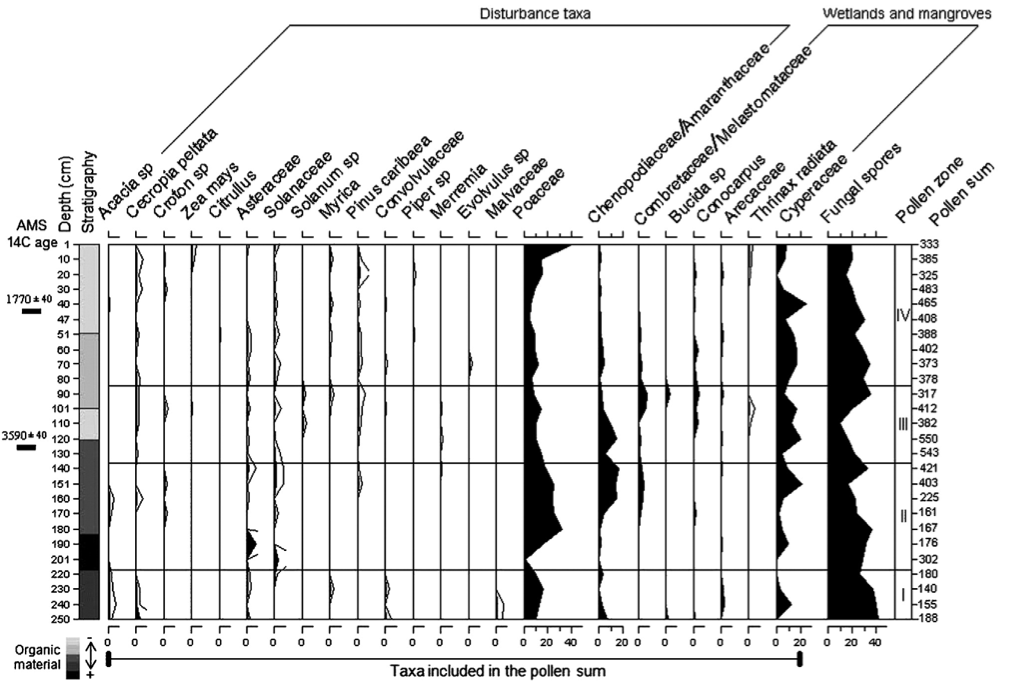 Disturbance taxa
Wetlands and mangroves
AMS
14C age
Depth (cm)
Stratigraphy
Acacia sp
Cecropia peltata
Croton sp
Zea mays
Citrullus
Asteraceae
Solanaceae
Solanum sp
Myrica
Pinus caribaea
Convolvulaceae
Piper sp
Merremia
Evolvulus sp
Malvaceae
Poaceae
Chenopodiaceae/Amaranthaceae
Combretaceae/Melastomataceae
Bucida sp
Conocarpus
Arecaceae
Thrinax radiata
Cyperaceae
Fungal spores
Pollen zone
Pollen sum
1 333
10 385
20 325
30 483
1770 ± 40
40 465
47 408
IV
51 388
60 402
70 373
80 378
90 317
101 412
110 382
III
3590 ± 40
120 550
130 543
140 421
151 403
160 225
170 161
II
180 167
190 176
201 302
220 180
230 140
I
240 155
250 188
0 0 0 0 0 0 0 0 0 0 0 0 0 0 0 0 20 40 0 20 0 0 0 0 0 0 20 0 20 40
Organic material
-
+
Taxa included in the pollen sum